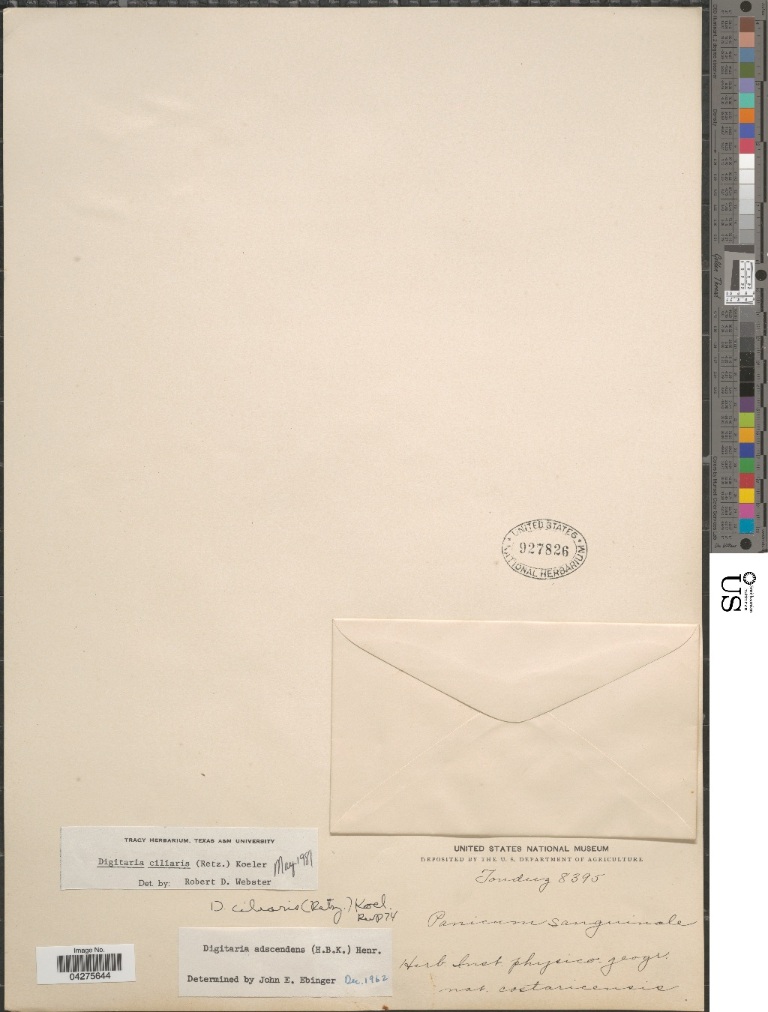 UNITED STATES
927826
NATIONAL HERBARIUM
TRACY HERBARIUM, TEXAS A&M UNIVERSITY
Digitaria ciliaris (Retz.) Koeler
May 1981
Det. by: Robert D. Webster
D. ciliaris (Retz.) Koel.
RWP 74
Digitaria adscendens (H.B.K.) Henr.
Determined by John E. Ebinger Dec. 1962
Image No.
04275644
UNITED STATES NATIONAL MUSEUM
DEPOSITED BY THE U. S. DEPARTMENT OF AGRICULTURE
Tonduz 8395
Panicum sanguinale
Herb. Inst. physico. geogr.
nat. costaricensis
US